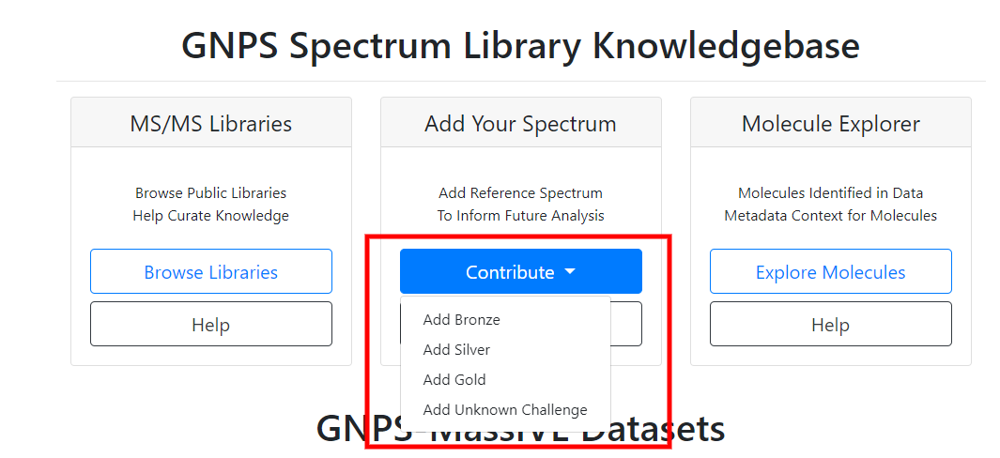 GNPS Spectrum Library Knowledgebase
MS/MS Libraries
Browse Public Libraries
Help Curate Knowledge
Browse Libraries
Help
Add Your Spectrum
Add Reference Spectrum
To Inform Future Analysis
Contribute
Add Bronze
Add Silver
Add Gold
Add Unknown Challenge
Molecule Explorer
Molecules Identified in Data
Metadata Context for Molecules
Explore Molecules
Help
GNPS-MassIVE Datasets